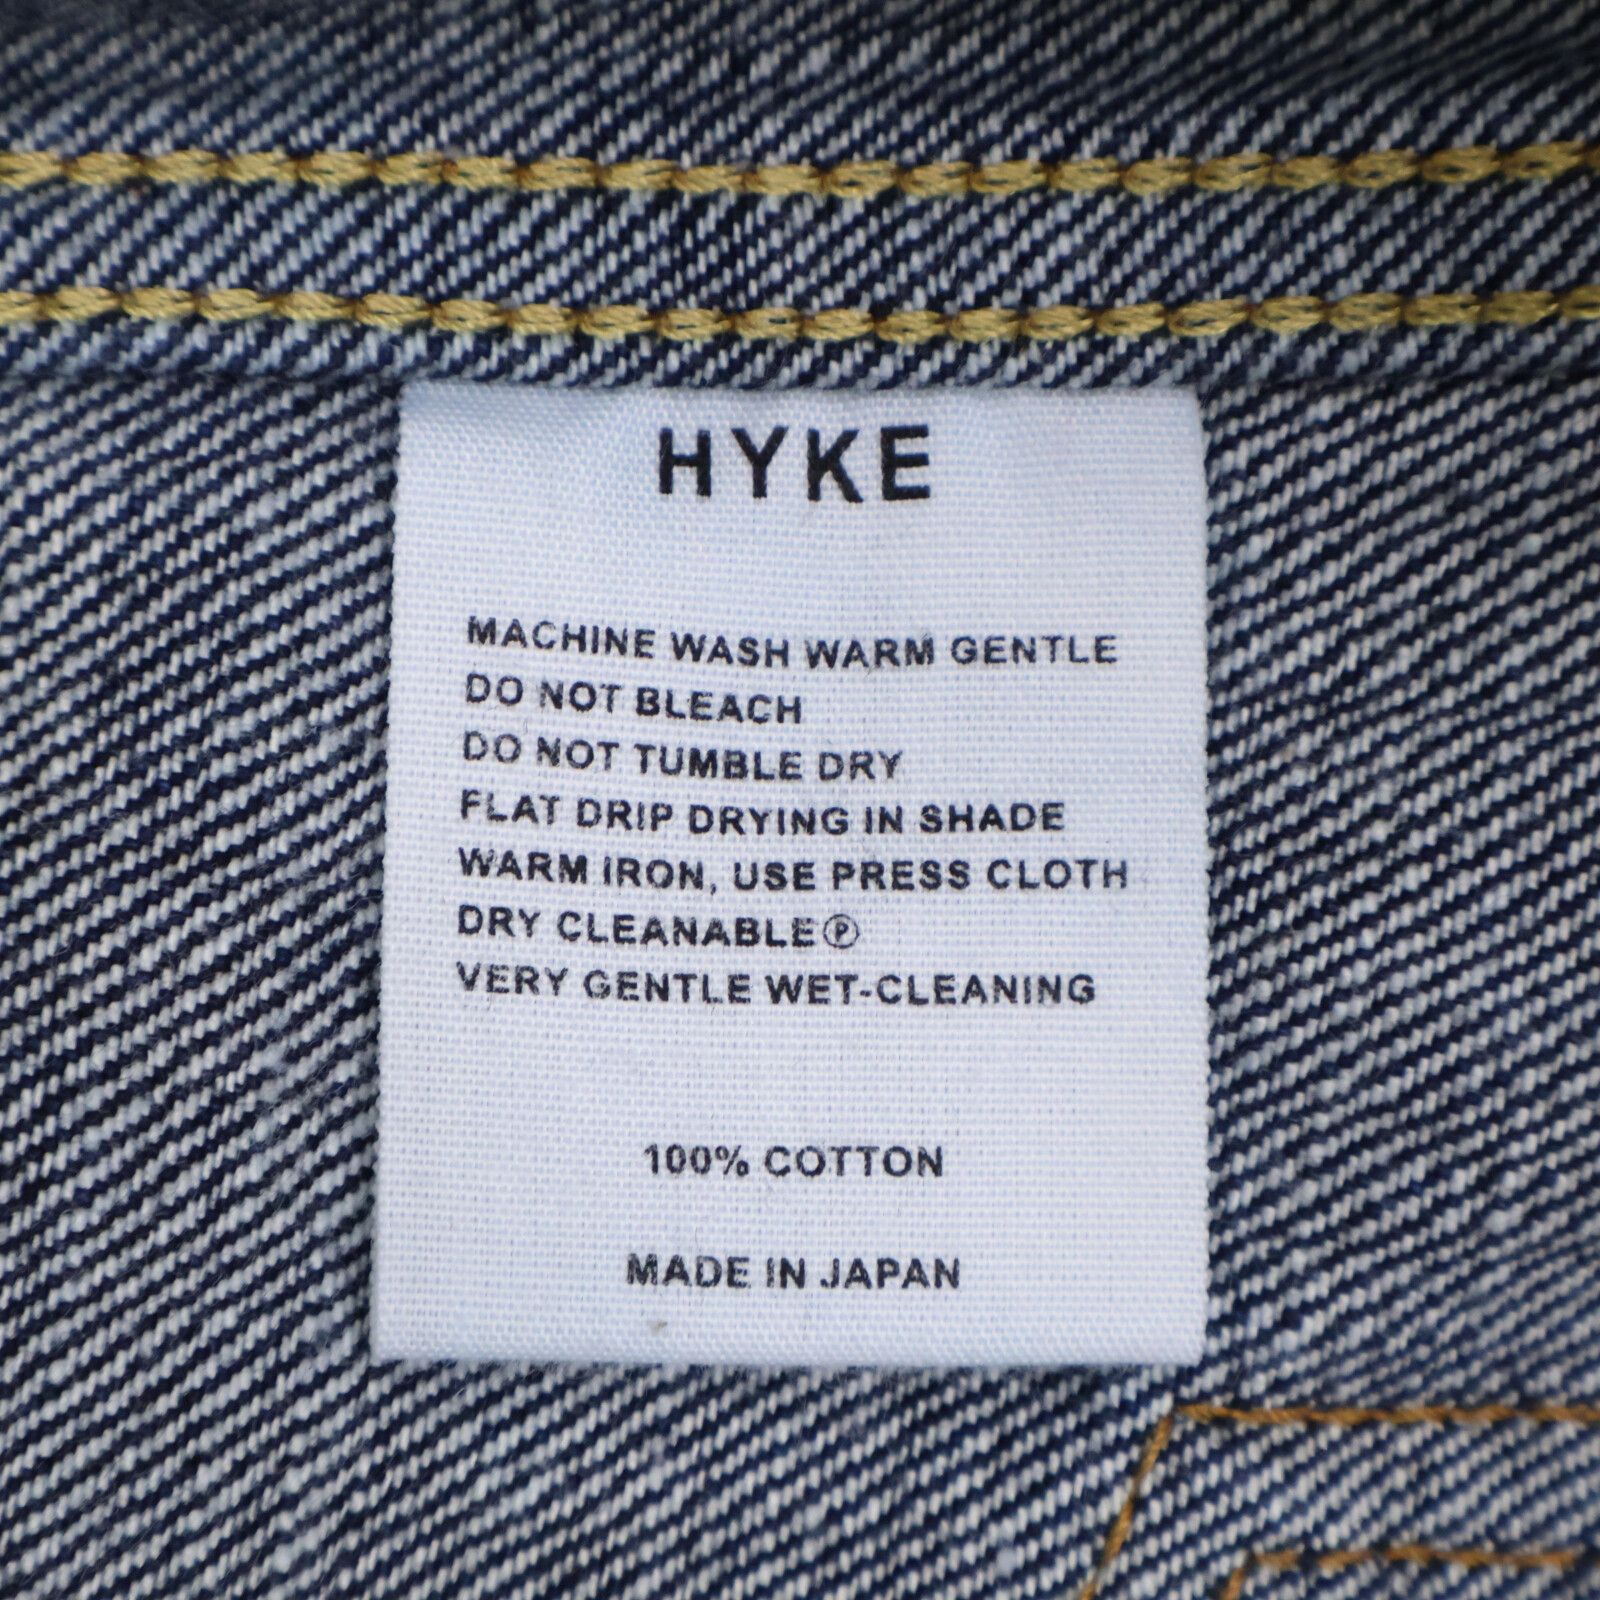 HYKE
MACHINE WASH WARM GENTLE
DO NOT BLEACH
DO NOT TUMBLE DRY
FLAT DRIP DRYING IN SHADE
WARM IRON, USE PRESS CLOTH
DRY CLEANABLEⓅ
VERY GENTLE WET-CLEANING
100% COTTON
MADE IN JAPAN